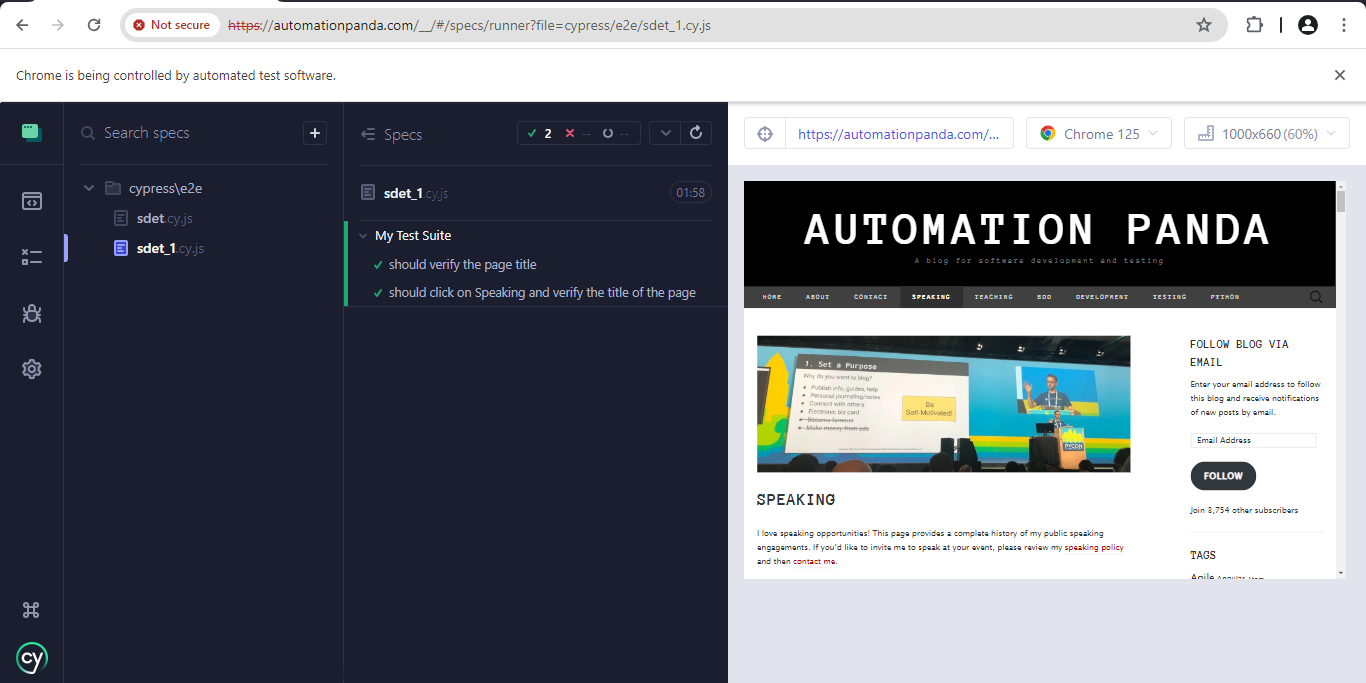 Not secure https://automationpanda.com/__/#/specs/runner?file=cypress/e2e/sdet_1.cy.js
Chrome is being controlled by automated test software.
Search specs
cypress\e2e
sdet.cy.js
sdet_1.cy.js
cy
Specs 2 -- --
sdet_1.cy.js 01:58
My Test Suite
should verify the page title
should click on Speaking and verify the title of the page
https://automationpanda.com/... Chrome 125 1000x660 (60%)
AUTOMATION PANDA
A blog for software development and testing
HOME ABOUT CONTACT SPEAKING TEACHING BDD DEVELOPMENT TESTING PYTHON
1. Set a Purpose
Why do you want to blog?
Publish info, guides, help
Personal journaling/notes
Connect with others
Electronic biz card
Become famous
Make money from ads
Be
Self-Motivated!
PYCON
SPEAKING
I love speaking opportunities! This page provides a complete history of my public speaking
engagements. If you'd like to invite me to speak at your event, please review my speaking policy
and then contact me.
FOLLOW BLOG VIA
EMAIL
Enter your email address to follow
this blog and receive notifications
of new posts by email.
Email Address
FOLLOW
Join 3,754 other subscribers
TAGS
Agile Angular Atom